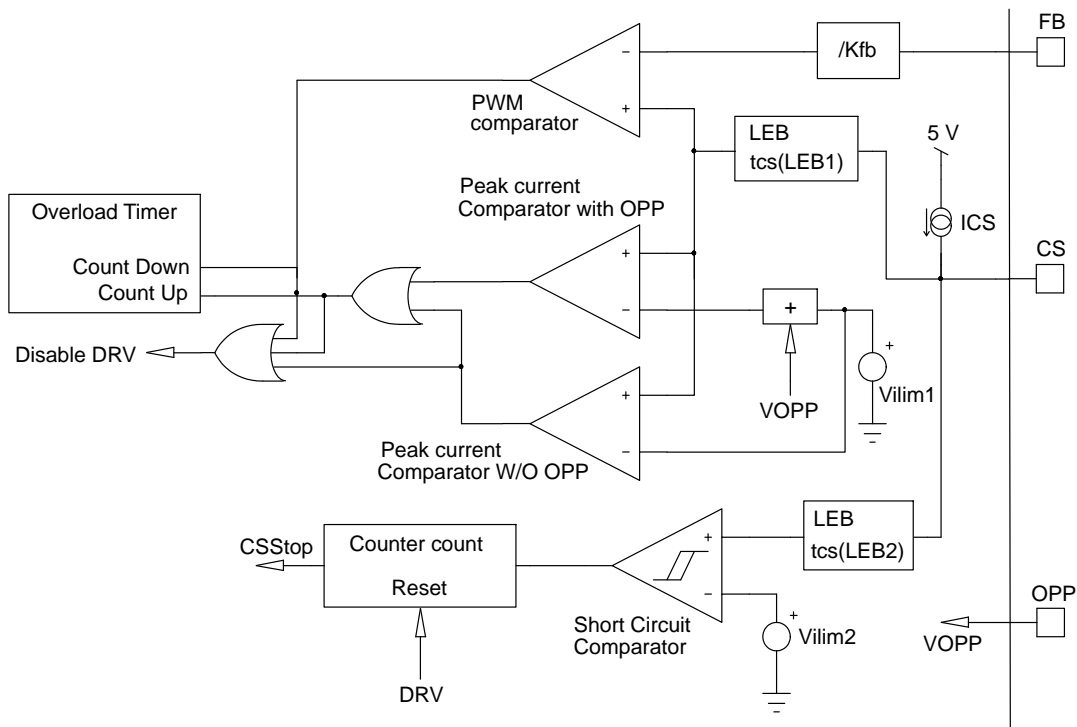 FB
/Kfb
−
+
PWM
comparator
LEB
tcs(LEB1)
5 V
ICS
CS
Peak current
Comparator with OPP
+
−
Overload Timer
Count Down
Count Up
Disable DRV
+
VOPP
+
Vilim1
+
−
Peak current
Comparator W/O OPP
LEB
tcs(LEB2)
CSStop
Counter count
Reset
DRV
+
−
Short Circuit
Comparator
+
Vilim2
OPP
VOPP